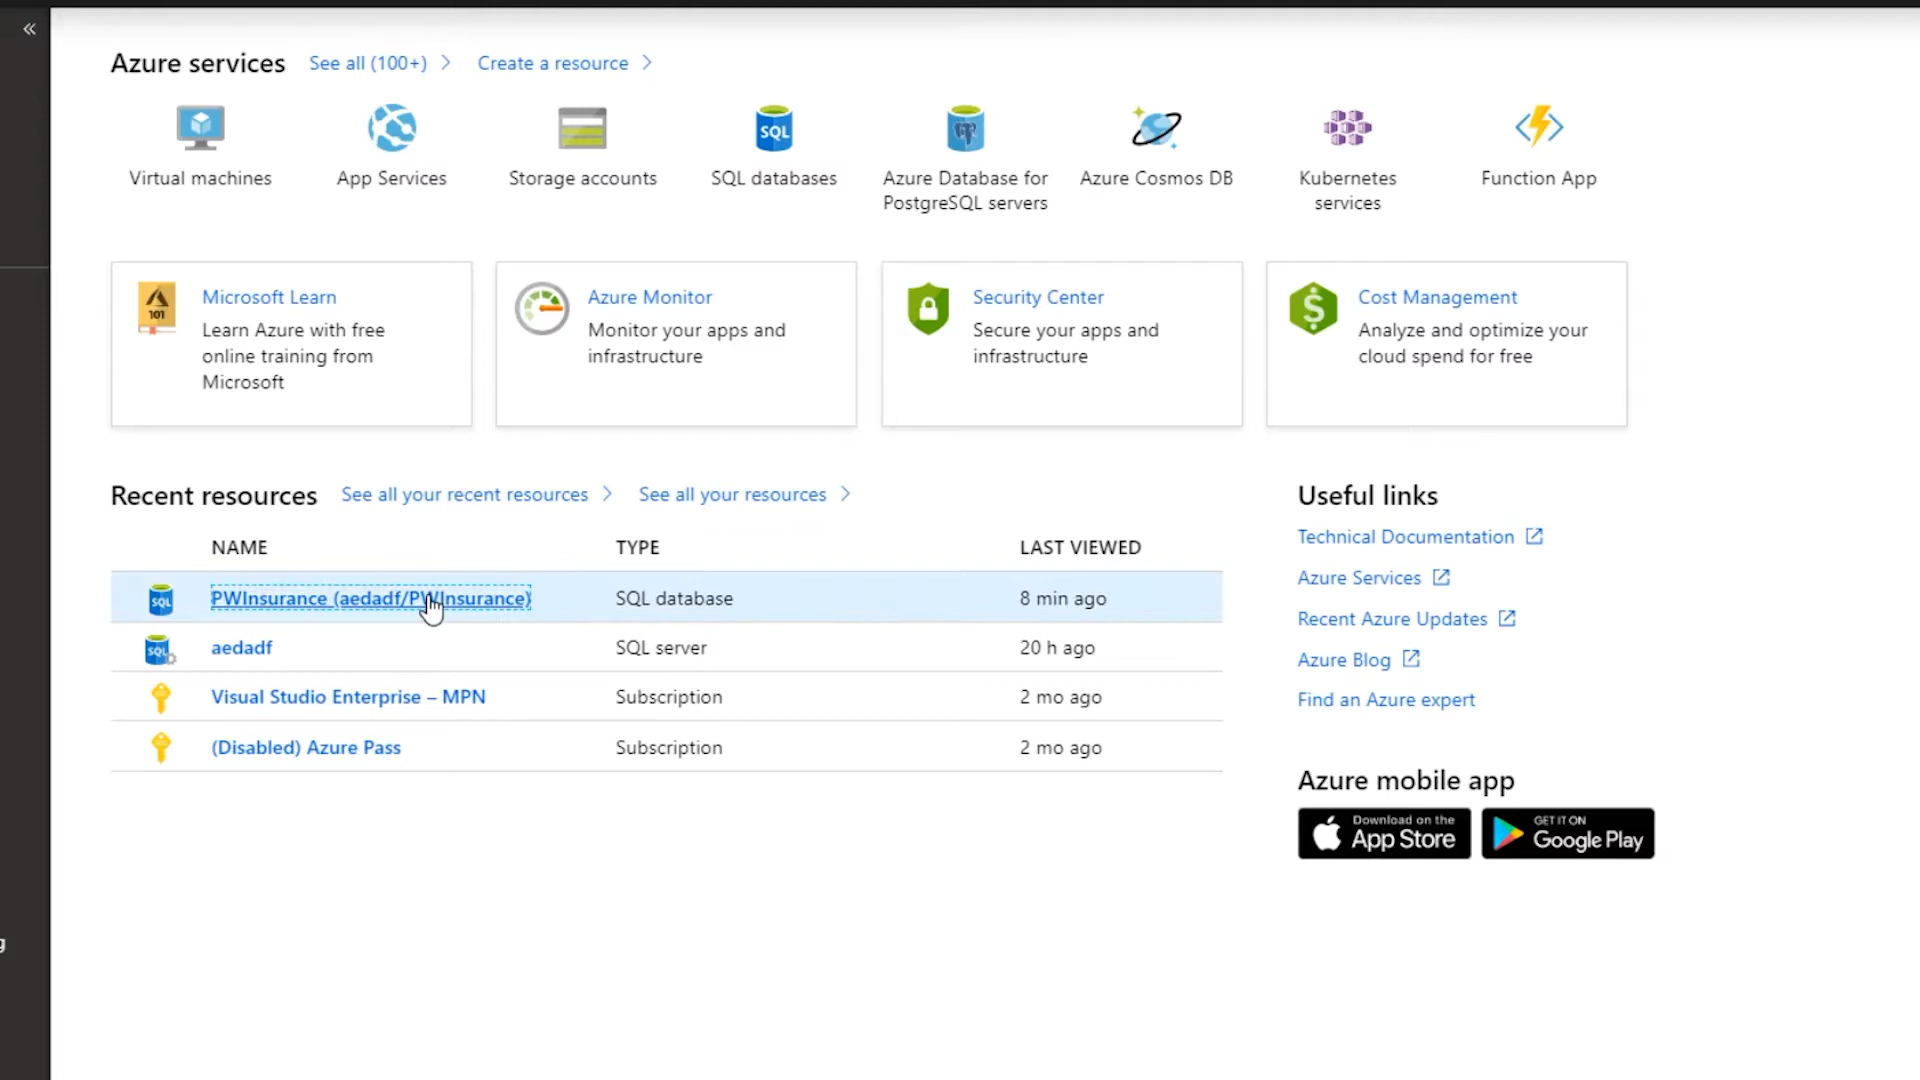 «
Azure services See all (100+) Create a resource
SQL
Virtual machines App Services Storage accounts SQL databases Azure Database for Azure Cosmos DB Kubernetes Function App
PostgreSQL servers services
101
Microsoft Learn
Learn Azure with free
online training from
Microsoft
Azure Monitor
Monitor your apps and
infrastructure
Security Center
Secure your apps and
infrastructure
$
Cost Management
Analyze and optimize your
cloud spend for free
Recent resources See all your recent resources See all your resources
NAME TYPE LAST VIEWED
SQL PWInsurance (aedadf/PWInsurance) SQL database 8 min ago
SQL aedadf SQL server 20 h ago
Visual Studio Enterprise – MPN Subscription 2 mo ago
(Disabled) Azure Pass Subscription 2 mo ago
Useful links
Technical Documentation
Azure Services
Recent Azure Updates
Azure Blog
Find an Azure expert
Azure mobile app
Download on the
App Store
GET IT ON
Google Play
g